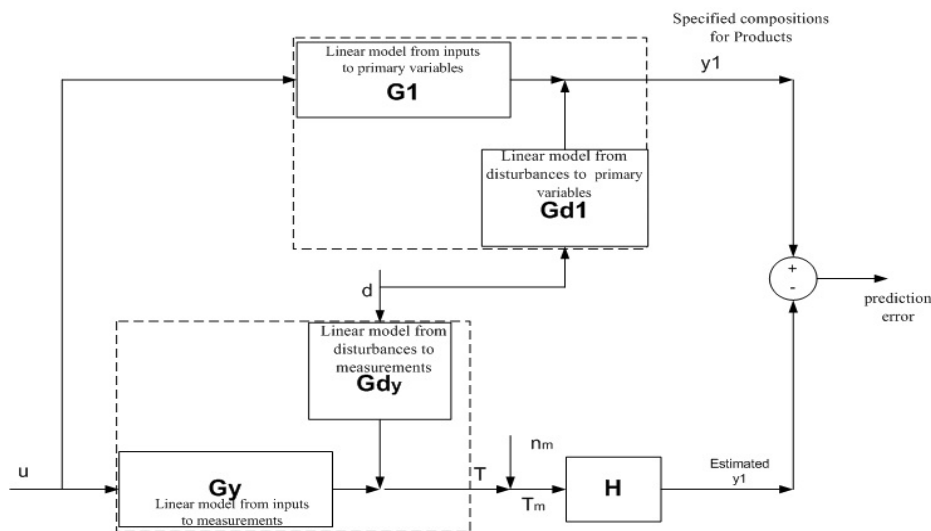 Specified compositions
for Products
Linear model from inputs
to primary variables
G1
y1
Linear model from
disturbances to primary
variables
Gd1
+
-
prediction
error
d
Linear model from
disturbances to
measurements
Gdy
u
Gy
Linear model from inputs
to measurements
T
nm
Tm
H
Estimated
y1